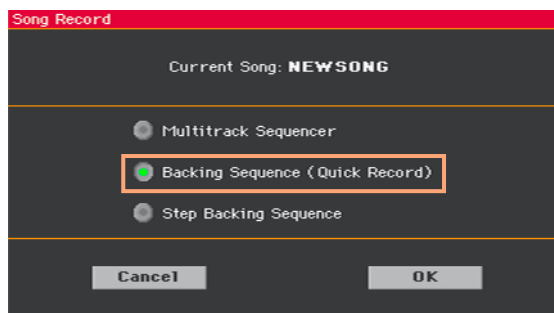 Song Record
Current Song: NEWSONG
Multitrack Sequencer
Backing Sequence (Quick Record)
Step Backing Sequence
Cancel OK